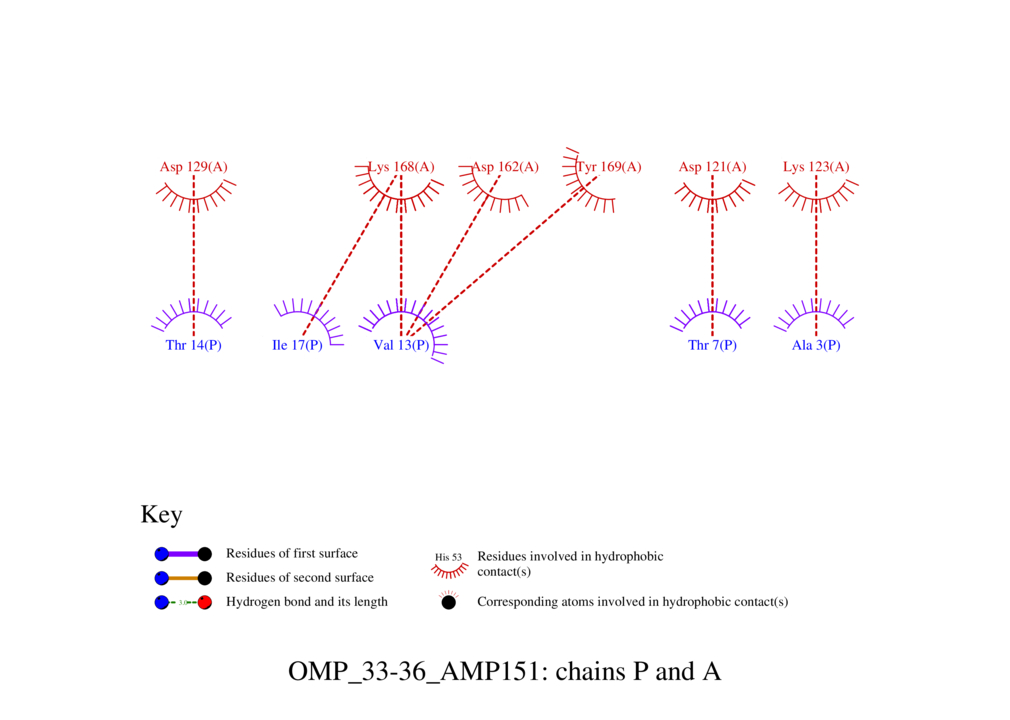 Asp 129(A) Lys 168(A) Asp 162(A) Tyr 169(A) Asp 121(A) Lys 123(A)
Thr 14(P) Ile 17(P) Val 13(P) Thr 7(P) Ala 3(P)
Key
Residues of first surface
Residues of second surface
3.0 Hydrogen bond and its length
His 53 Residues involved in hydrophobic
contact(s)
Corresponding atoms involved in hydrophobic contact(s)
OMP_33-36_AMP151: chains P and A